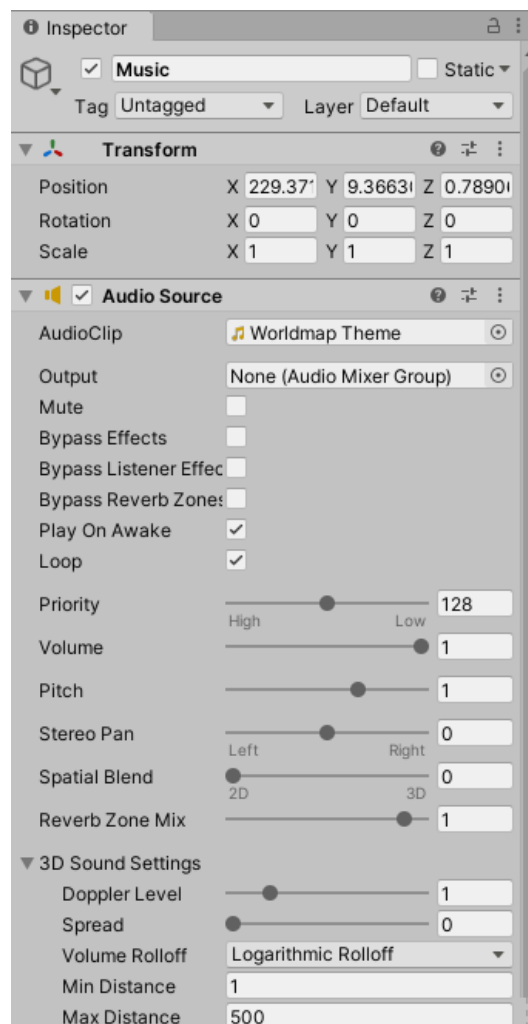 Inspector
Music Static
Tag Untagged Layer Default
Transform
Position X 229.371 Y 9.3663 Z 0.7890
Rotation X 0 Y 0 Z 0
Scale X 1 Y 1 Z 1
Audio Source
AudioClip Worldmap Theme
Output None (Audio Mixer Group)
Mute
Bypass Effects
Bypass Listener Effec
Bypass Reverb Zones
Play On Awake
Loop
Priority 128
High Low
Volume 1
Pitch 1
Stereo Pan 0
Left Right
Spatial Blend 0
2D 3D
Reverb Zone Mix 1
3D Sound Settings
Doppler Level 1
Spread 0
Volume Rolloff Logarithmic Rolloff
Min Distance 1
Max Distance 500